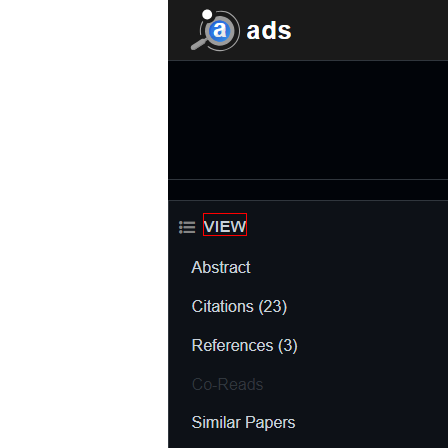 a ads
VIEW
Abstract
Citations (23)
References (3)
Co-Reads
Similar Papers